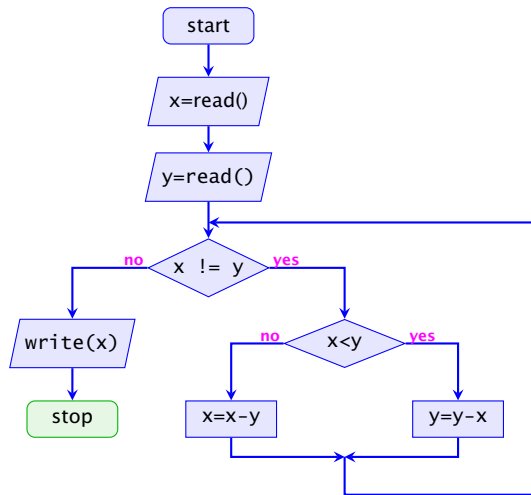 start
x=read()
y=read()
x != y
no
yes
write(x)
stop
x<y
no
yes
x=x-y
y=y-x